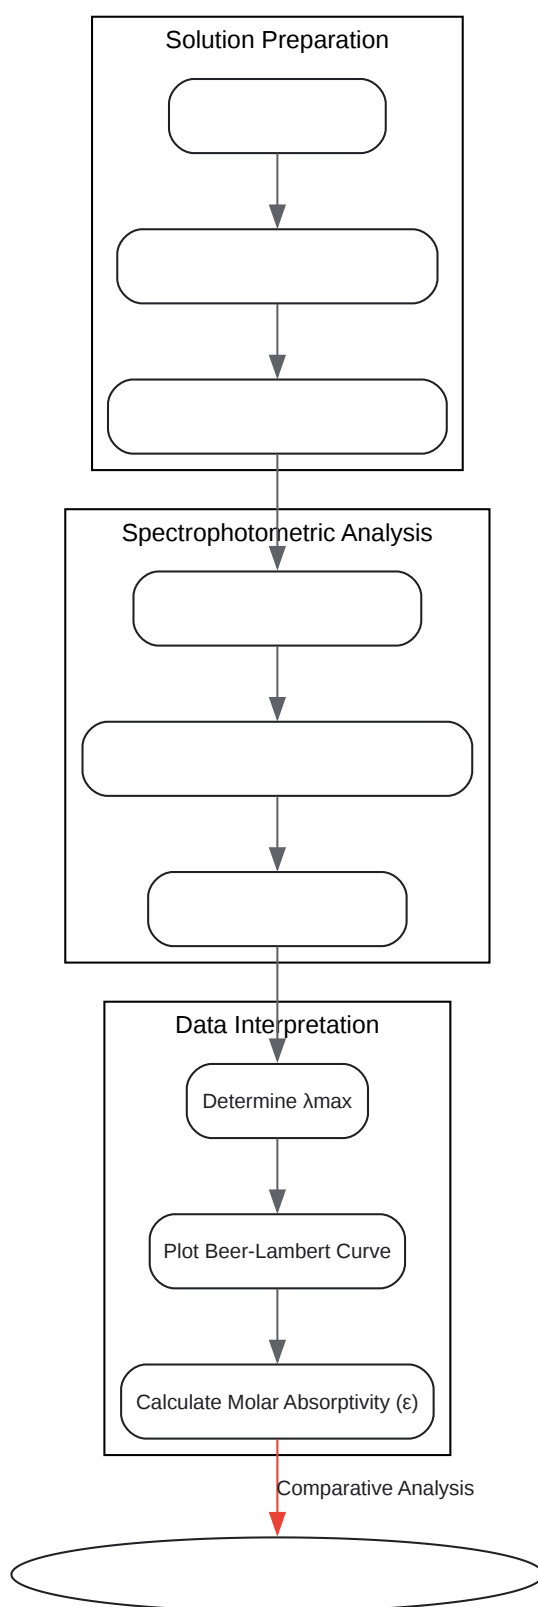 Solution Preparation
Spectrophotometric Analysis
Data Interpretation
Determine λmax
Plot Beer-Lambert Curve
Calculate Molar Absorptivity (ε)
Comparative Analysis